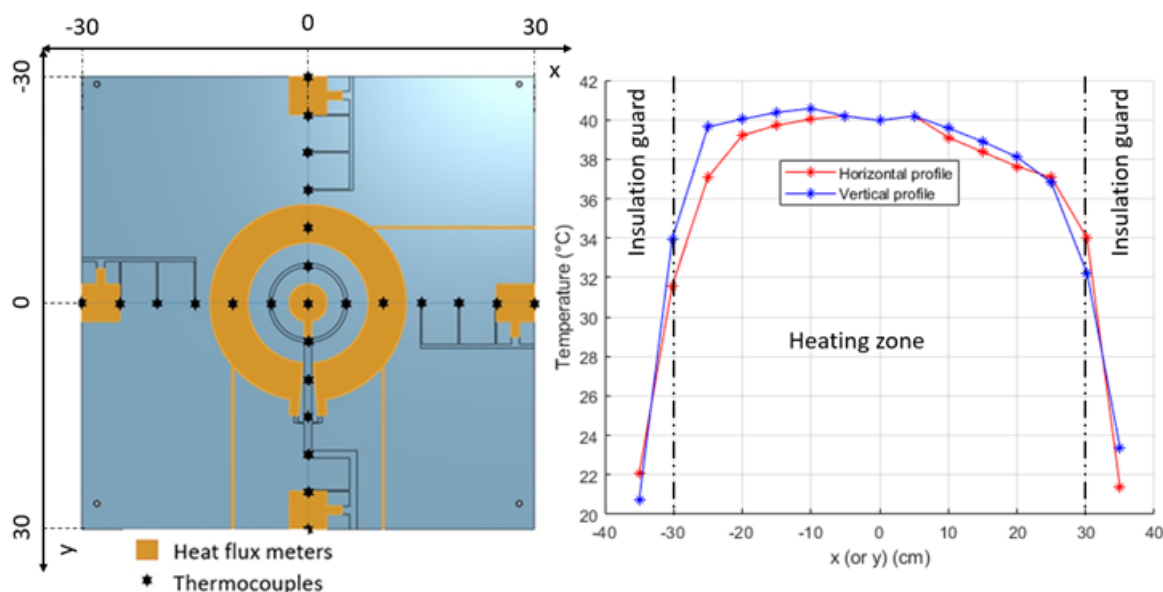 -30
0
30
x
-30
0
30
y
Heat flux meters
Thermocouples
42
40
38
36
34
32
30
28
26
24
22
20
Temperature (°C)
Insulation guard
Horizontal profile
Vertical profile
Heating zone
Insulation guard
-40
-30
-20
-10
0
10
20
30
40
x (or y) (cm)